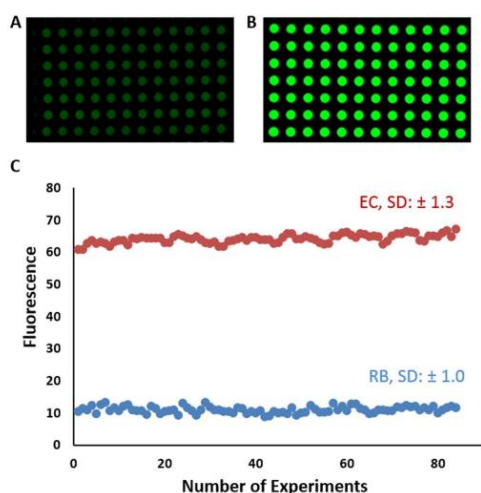 A
B
C
80
70
60
50
40
30
20
10
0
Fluorescence
EC, SD: ± 1.3
RB, SD: ± 1.0
0
20
40
60
80
Number of Experiments